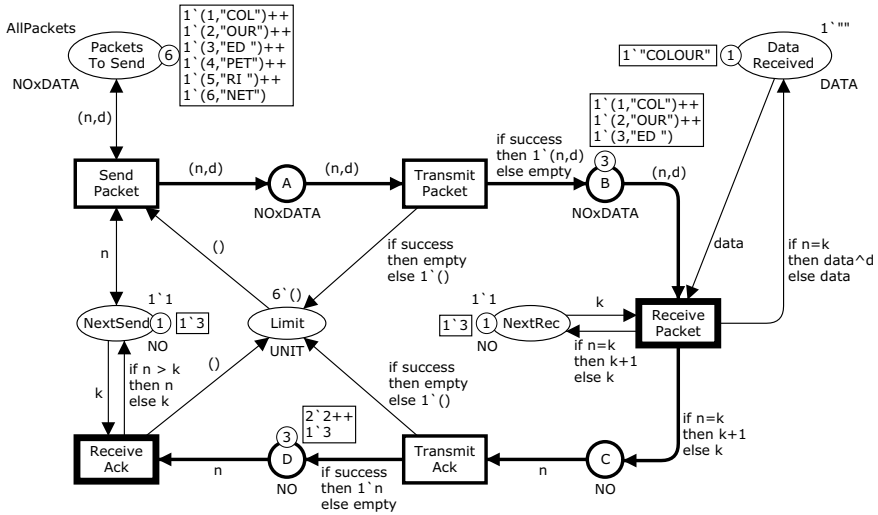 AllPackets
Packets
To Send
6
NOxDATA
1`(1,"COL")++
1`(2,"OUR")++
1`(3,"ED ")++
1`(4,"PET")++
1`(5,"RI ")++
1`(6,"NET")
1`""
1`"COLOUR"
1
Data
Received
DATA
(n,d)
Send
Packet
(n,d)
A
NOxDATA
(n,d)
Transmit
Packet
if success
then 1`(n,d)
else empty
1`(1,"COL")++
1`(2,"OUR")++
1`(3,"ED ")
3
B
NOxDATA
(n,d)
n
()
if success
then empty
else 1`()
data
if n=k
then data^d
else data
1`1
NextSend
1
1`3
NO
6`()
Limit
UNIT
1`1
1`3
1
NextRec
NO
k
if n=k
then k+1
else k
Receive
Packet
k
if n > k
then n
else k
()
if success
then empty
else 1`()
if n=k
then k+1
else k
Receive
Ack
n
2`2++
1`3
3
D
NO
if success
then 1`n
else empty
Transmit
Ack
n
C
NO